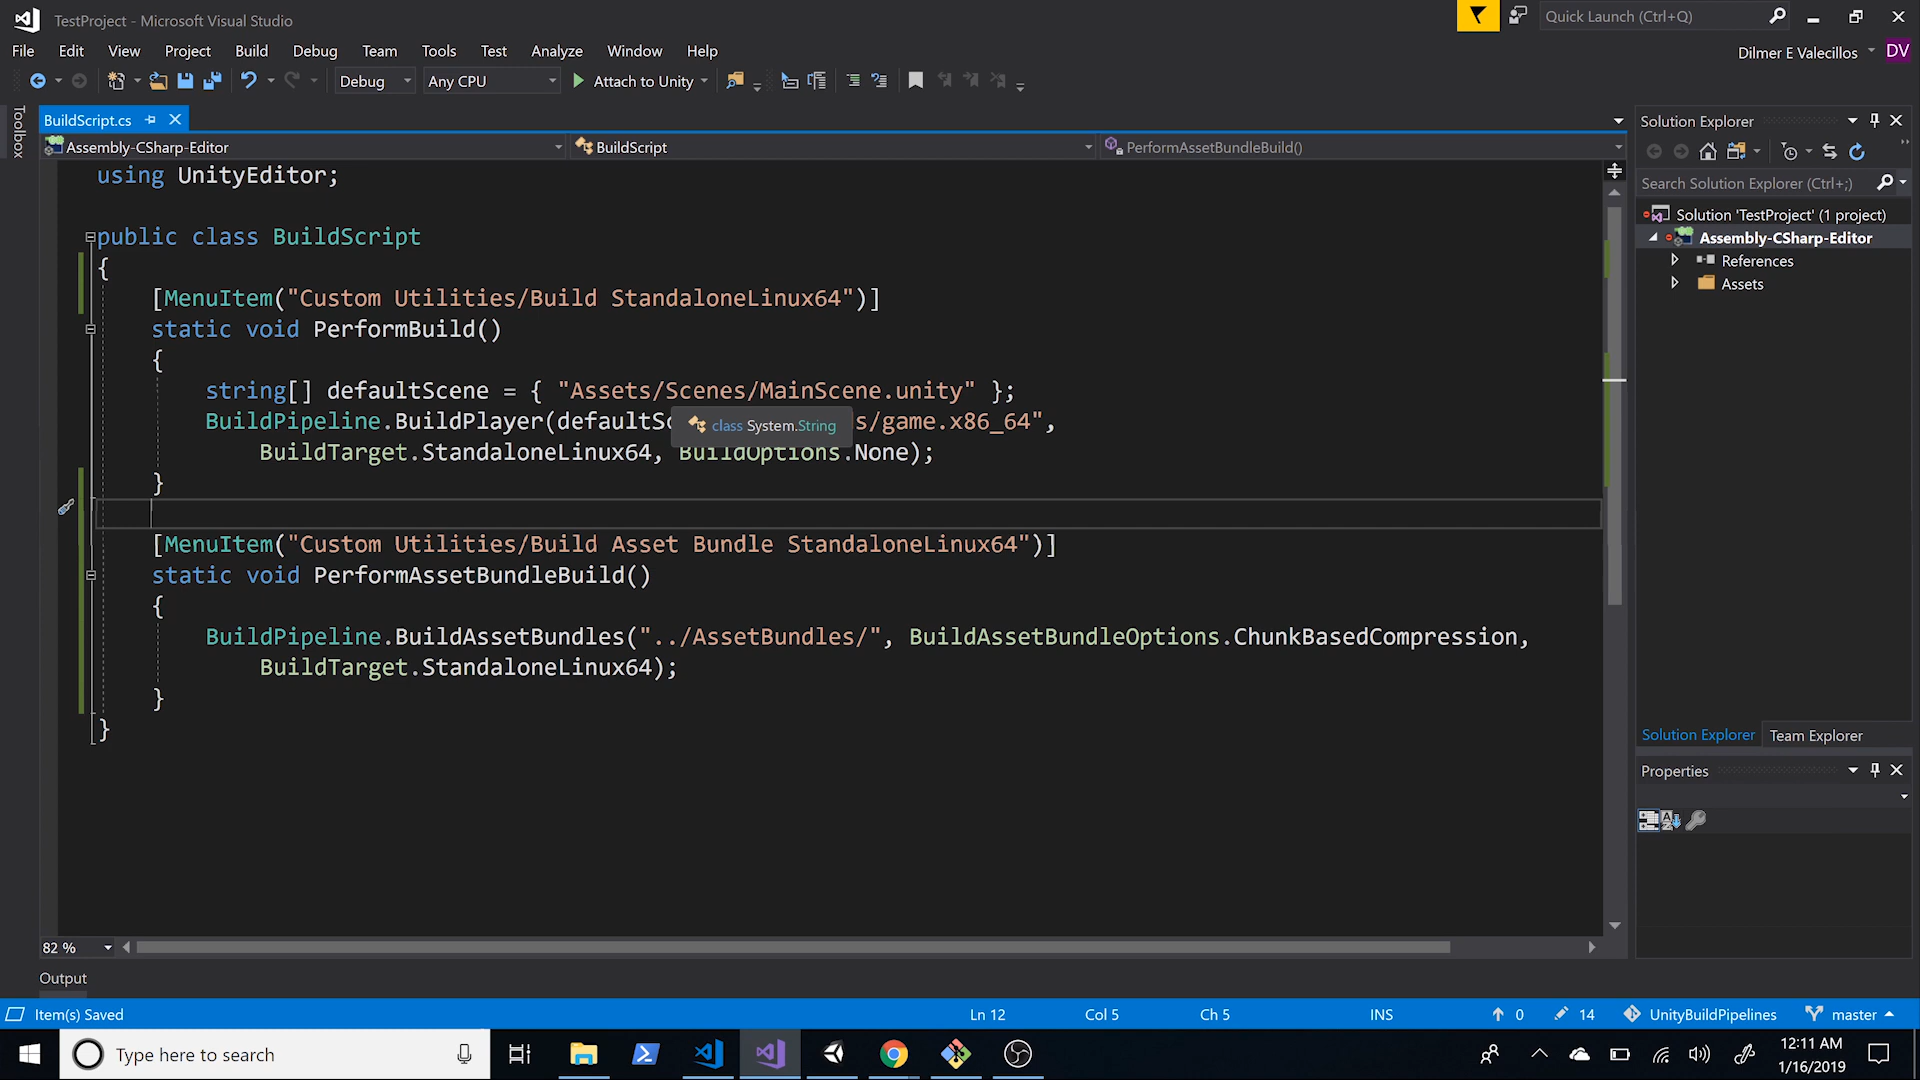 TestProject - Microsoft Visual Studio
Quick Launch (Ctrl+Q)
File Edit View Project Build Debug Team Tools Test Analyze Window Help
Dilmer E Valecillos DV
Debug Any CPU Attach to Unity
Toolbox
BuildScript.cs
Assembly-CSharp-Editor BuildScript PerformAssetBundleBuild()
using UnityEditor;
public class BuildScript
{
[MenuItem("Custom Utilities/Build StandaloneLinux64")]
static void PerformBuild()
{
string[] defaultScene = { "Assets/Scenes/MainScene.unity" };
BuildPipeline.BuildPlayer(defaultSc s/game.x86_64",
class System.String
BuildTarget.StandaloneLinux64, BuildOptions.None);
}
[MenuItem("Custom Utilities/Build Asset Bundle StandaloneLinux64")]
static void PerformAssetBundleBuild()
{
BuildPipeline.BuildAssetBundles("../AssetBundles/", BuildAssetBundleOptions.ChunkBasedCompression,
BuildTarget.StandaloneLinux64);
}
}
Solution Explorer
Search Solution Explorer (Ctrl+;)
Solution 'TestProject' (1 project)
Assembly-CSharp-Editor
References
Assets
Solution Explorer Team Explorer
Properties
82 %
Output
Item(s) Saved Ln 12 Col 5 Ch 5 INS 0 14 UnityBuildPipelines master
Type here to search
12:11 AM
1/16/2019